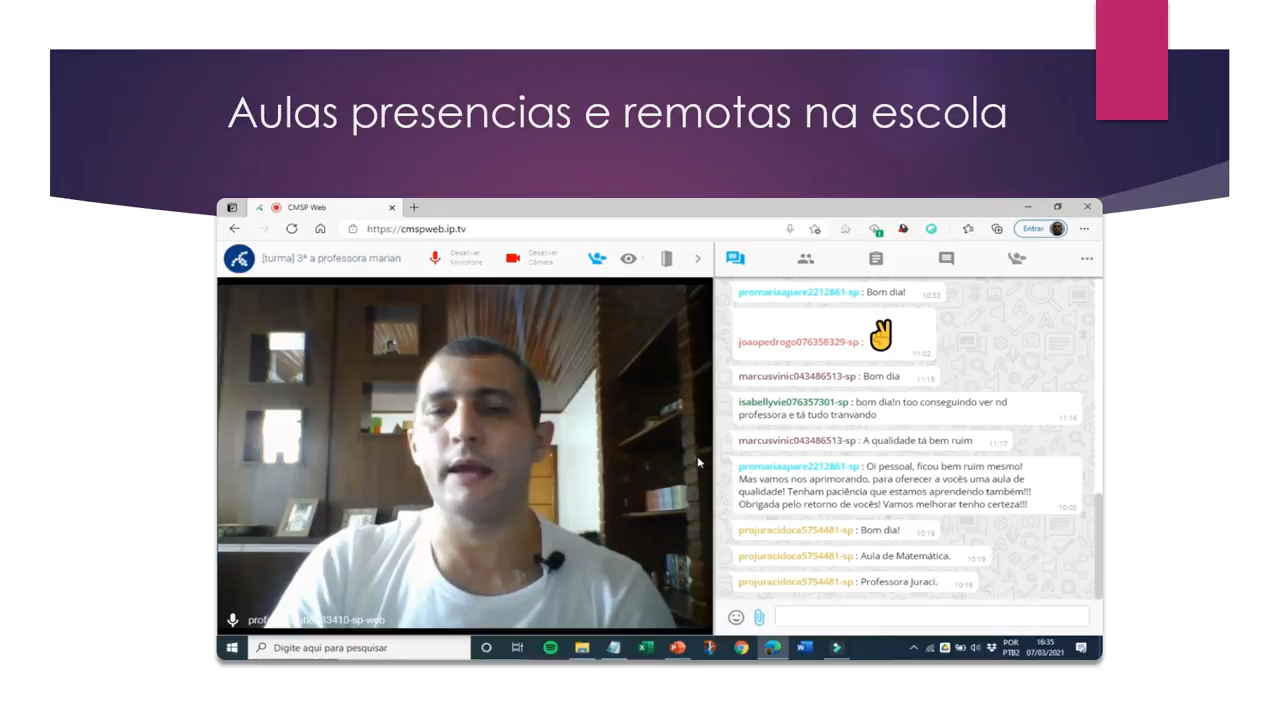 Aulas presencias e remotas na escola
CMSP Web
https://cmspweb.ip.tv
Entrar
[turma] 3ª a professora marian
Desativar
Microfone
Desativar
Câmera
promariaapare2212861-sp : Bom dia!
10:53
joaopedrogo076358329-sp :
11:02
marcusvinic043486513-sp : Bom dia
11:15
isabellyvie076357301-sp : bom dia!n too conseguindo ver nd
professora e tá tudo tranvando
11:16
marcusvinic043486513-sp : A qualidade tá bem ruim
11:17
promariaapare2212861-sp : Oi pessoal, ficou bem ruim mesmo!
Mas vamos nos aprimorando, para oferecer a vocês uma aula de
qualidade! Tenham paciência que estamos aprendendo também!!!
Obrigada pelo retorno de vocês! Vamos melhorar tenho certeza!!!
10:05
projuracidoca5754481-sp : Bom dia!
10:19
projuracidoca5754481-sp : Aula de Matemática.
10:19
projuracidoca5754481-sp : Professora Juraci.
10:19
Digite aqui para pesquisar
POR
PTB2
16:35
07/03/2021